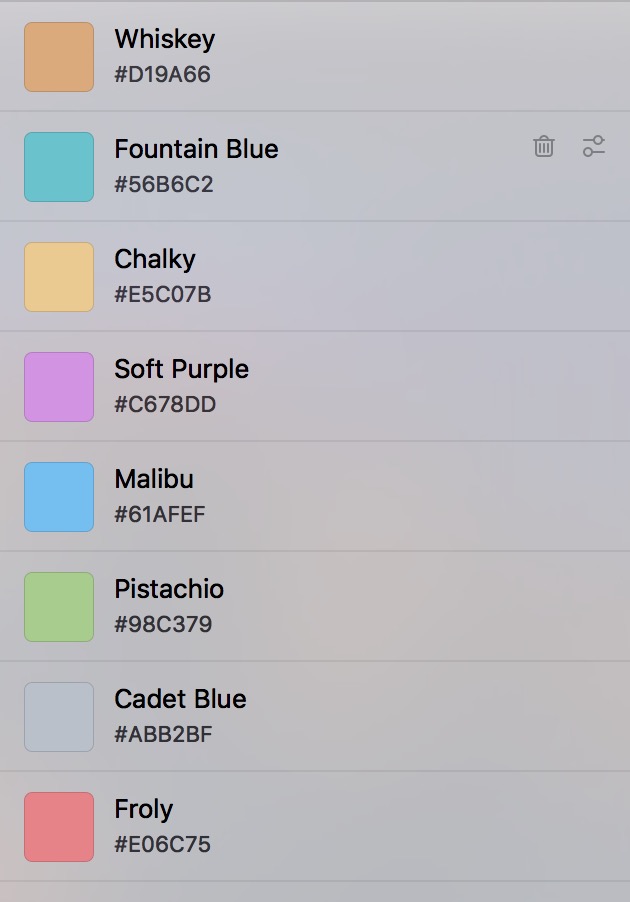 Whiskey
#D19A66
Fountain Blue
#56B6C2
Chalky
#E5C07B
Soft Purple
#C678DD
Malibu
#61AFEF
Pistachio
#98C379
Cadet Blue
#ABB2BF
Froly
#E06C75